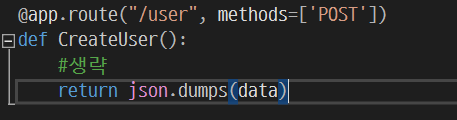 @app.route("/user", methods=['POST'])
def CreateUser():
#생략
return json.dumps(data)